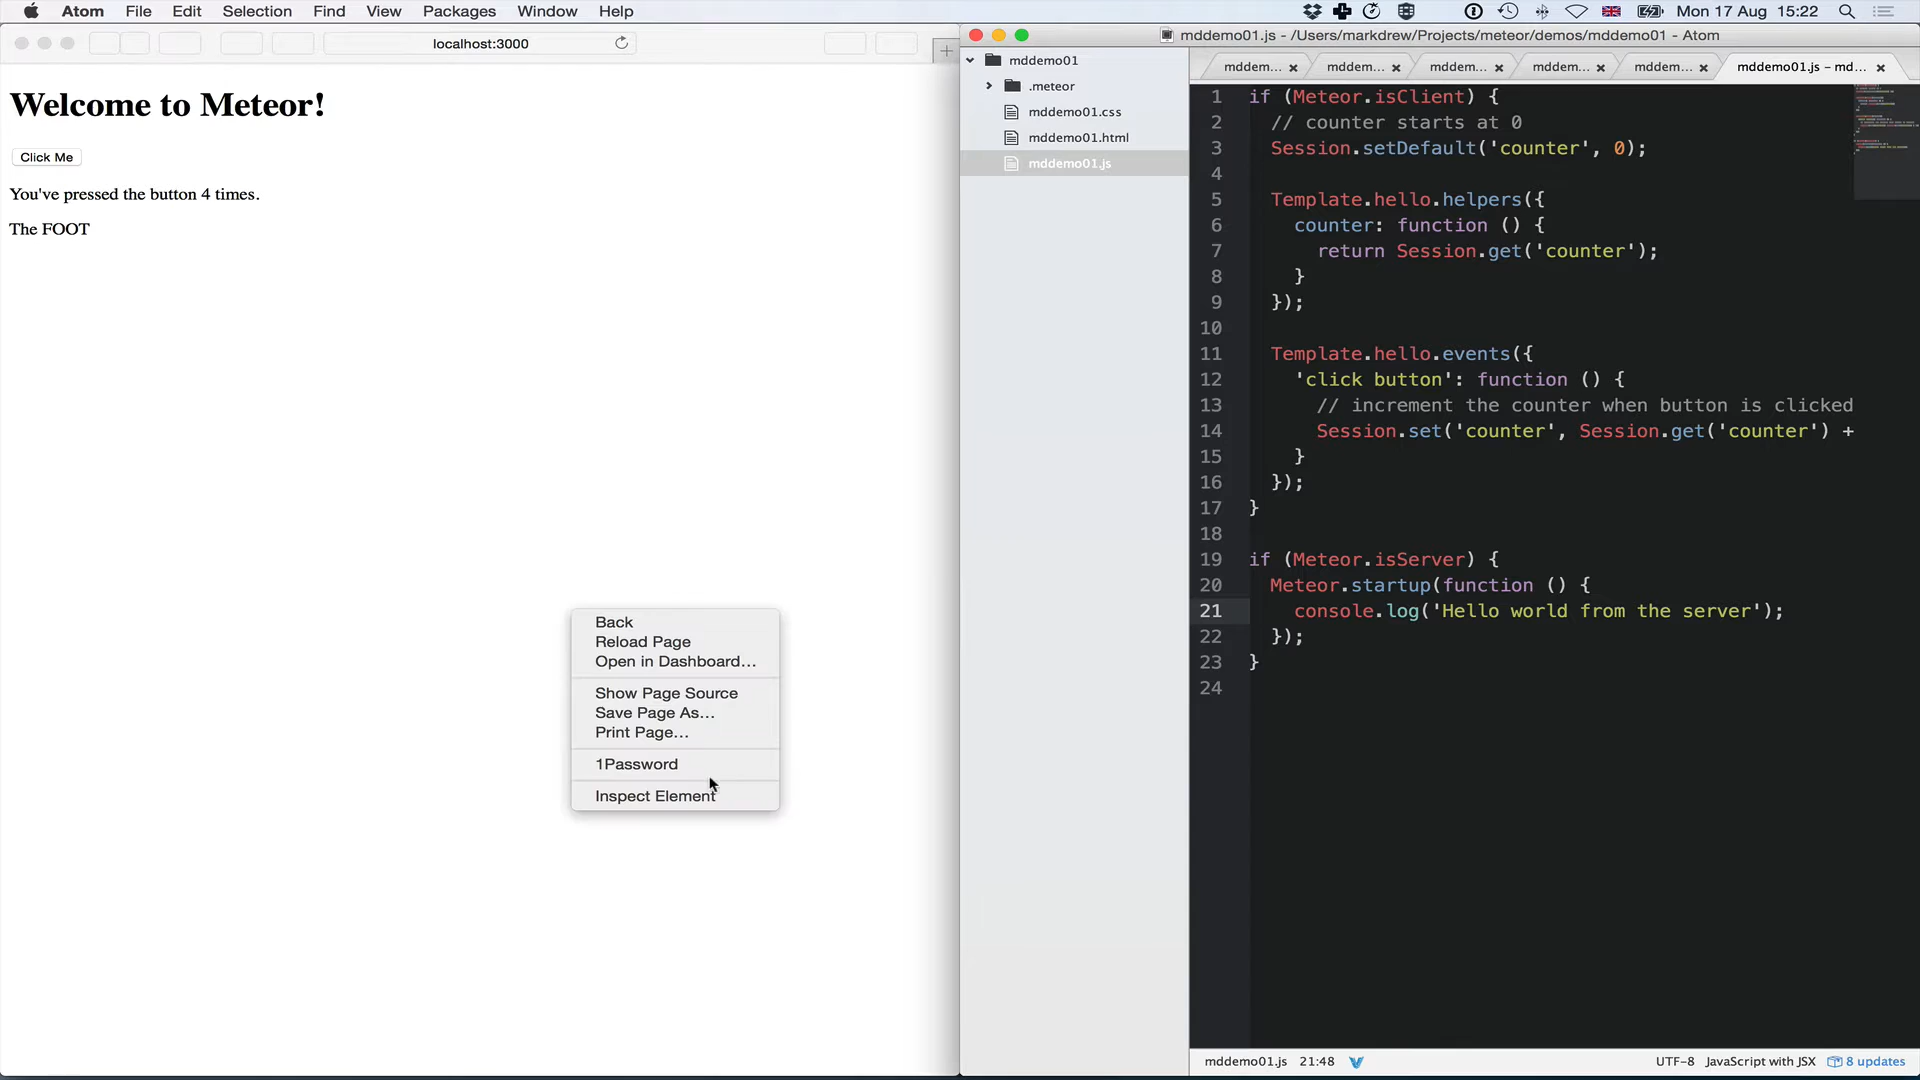 Atom File Edit Selection Find View Packages Window Help
Mon 17 Aug 15:22
localhost:3000
Welcome to Meteor!
Click Me
You've pressed the button 4 times.
The FOOT
Back
Reload Page
Open in Dashboard...
Show Page Source
Save Page As...
Print Page...
1Password
Inspect Element
mddemo01.js - /Users/markdrew/Projects/meteor/demos/mddemo01 - Atom
mddemo01
.meteor
mddemo01.css
mddemo01.html
mddemo01.js
mddem... mddem... mddem... mddem... mddem... mddemo01.js – md...
1 if (Meteor.isClient) {
2 // counter starts at 0
3 Session.setDefault('counter', 0);
4
5 Template.hello.helpers({
6 counter: function () {
7 return Session.get('counter');
8 }
9 });
10
11 Template.hello.events({
12 'click button': function () {
13 // increment the counter when button is clicked
14 Session.set('counter', Session.get('counter') +
15 }
16 });
17 }
18
19 if (Meteor.isServer) {
20 Meteor.startup(function () {
21 console.log('Hello world from the server');
22 });
23 }
24
mddemo01.js 21:48
UTF-8 JavaScript with JSX 8 updates